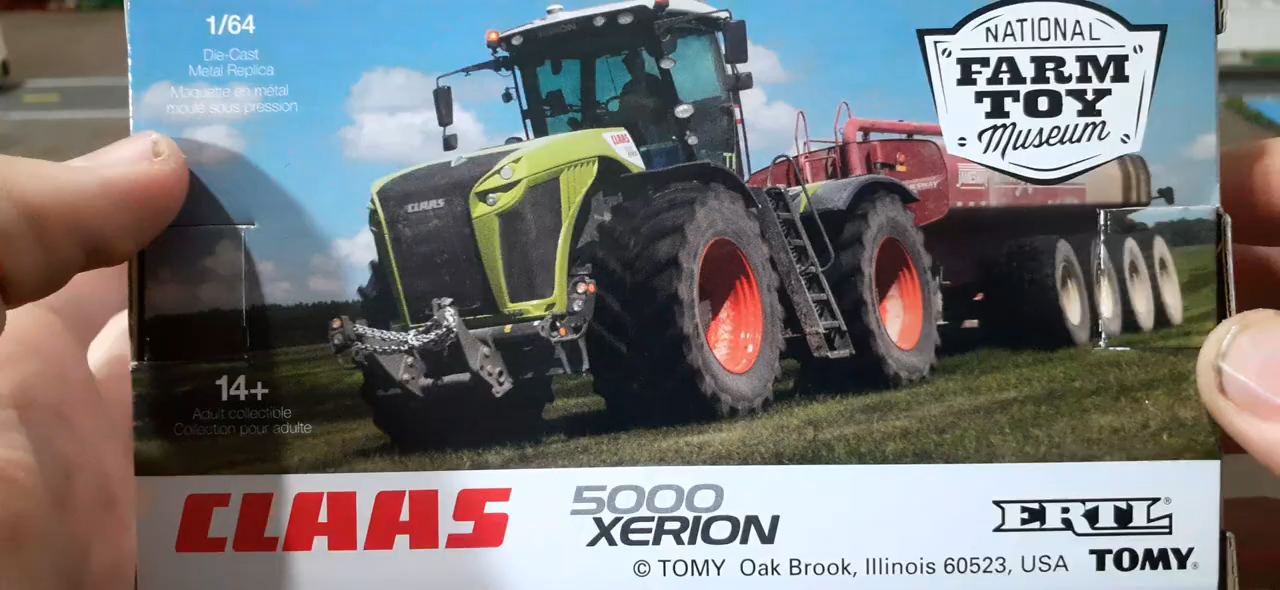 1/64
Die-Cast
Metal Replica
Maquette en métal
moulé sous pression
NATIONAL
FARM
TOY
Museum
CLAAS
CLAAS
14+
Adult collectible
Collection pour adulte
CLAAS
5000
XERION
ERTL®
© TOMY Oak Brook, Illinois 60523, USA
TOMY®